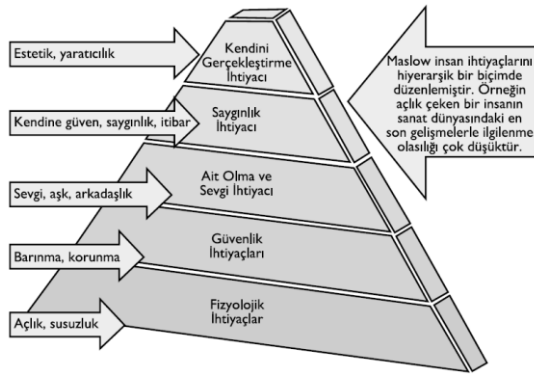 Estetik, yaratıcılık
Kendini
Gerçekleştirme
İhtiyacı
Maslow insan ihtiyaçlarını
hiyerarşik bir biçimde
düzenlemiştir. Örneğin
açlık çeken bir insanın
sanat dünyasındaki en
son gelişmelerle ilgilenme
olasılığı çok düşüktür.
Kendine güven, saygınlık, itibar
Saygınlık
İhtiyacı
Sevgi, aşk, arkadaşlık
Ait Olma ve
Sevgi İhtiyacı
Barınma, korunma
Güvenlik
İhtiyaçları
Açlık, susuzluk
Fizyolojik
İhtiyaçlar